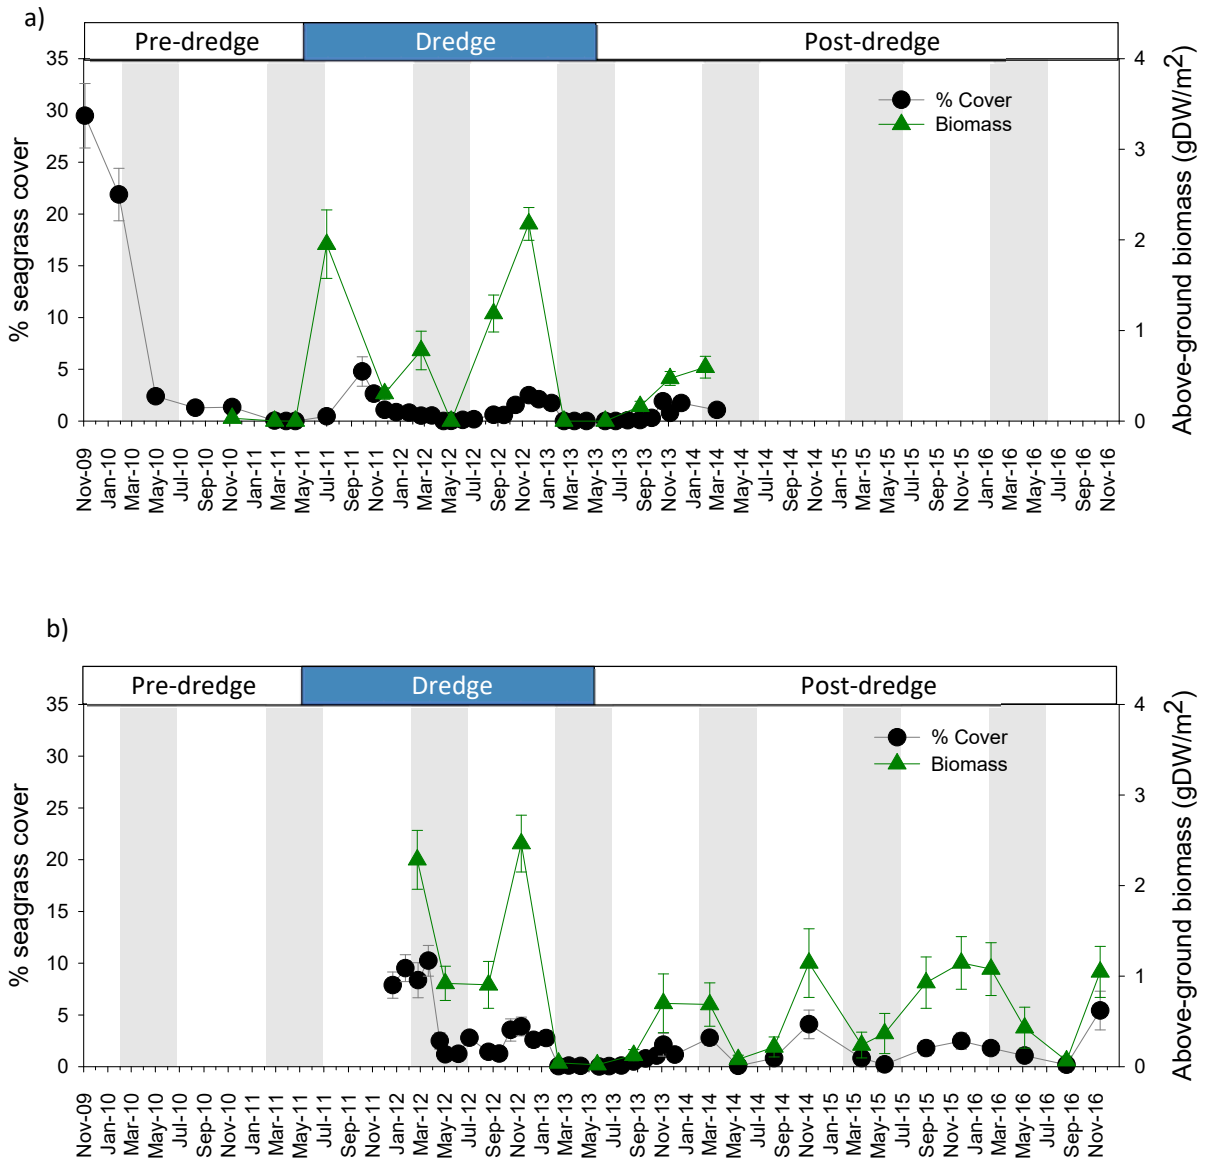 a)
Pre-dredge Dredge Post-dredge
35 4
30
25 3
20
15 2
10
5 1
0 0
% seagrass cover
Above-ground biomass (gDW/m2)
% Cover
Biomass
Nov-09 Jan-10 Mar-10 May-10 Jul-10 Sep-10 Nov-10 Jan-11 Mar-11 May-11 Jul-11 Sep-11 Nov-11 Jan-12 Mar-12 May-12 Jul-12 Sep-12 Nov-12 Jan-13 Mar-13 May-13 Jul-13 Sep-13 Nov-13 Jan-14 Mar-14 May-14 Jul-14 Sep-14 Nov-14 Jan-15 Mar-15 May-15 Jul-15 Sep-15 Nov-15 Jan-16 Mar-16 May-16 Jul-16 Sep-16 Nov-16
b)
Pre-dredge Dredge Post-dredge
35 4
30
25 3
20
15 2
10
5 1
0 0
% seagrass cover
Above-ground biomass (gDW/m2)
% Cover
Biomass
Nov-09 Jan-10 Mar-10 May-10 Jul-10 Sep-10 Nov-10 Jan-11 Mar-11 May-11 Jul-11 Sep-11 Nov-11 Jan-12 Mar-12 May-12 Jul-12 Sep-12 Nov-12 Jan-13 Mar-13 May-13 Jul-13 Sep-13 Nov-13 Jan-14 Mar-14 May-14 Jul-14 Sep-14 Nov-14 Jan-15 Mar-15 May-15 Jul-15 Sep-15 Nov-15 Jan-16 Mar-16 May-16 Jul-16 Sep-16 Nov-16